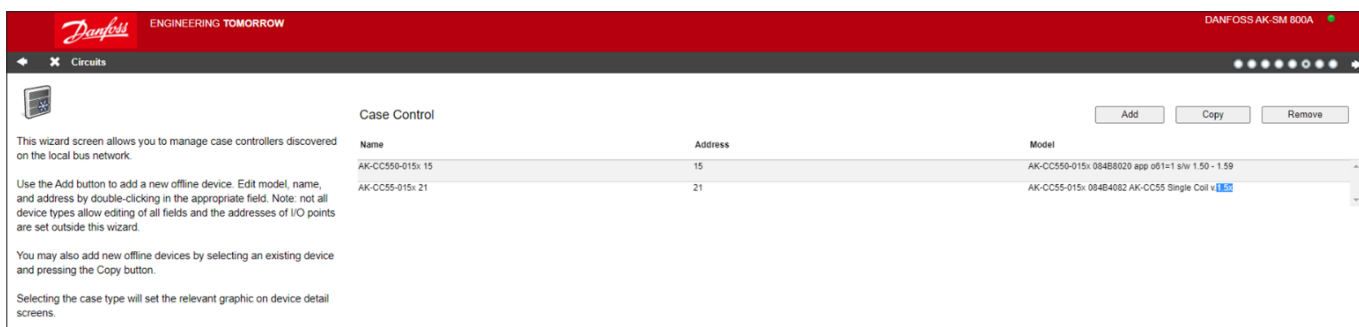 Danfoss
ENGINEERING TOMORROW
DANFOSS AK-SM 800A
Circuits
Case Control
Add
Copy
Remove
This wizard screen allows you to manage case controllers discovered
on the local bus network.
Use the Add button to add a new offline device. Edit model, name,
and address by double-clicking in the appropriate field. Note: not all
device types allow editing of all fields and the addresses of I/O points
are set outside this wizard.
You may also add new offline devices by selecting an existing device
and pressing the Copy button.
Selecting the case type will set the relevant graphic on device detail
screens.
Name Address Model
AK-CC550-015x 15 15 AK-CC550-015x 084B8020 app o61=1 s/w 1.50 - 1.59
AK-CC55-015x 21 21 AK-CC55-015x 084B4082 AK-CC55 Single Coil v.1.5x